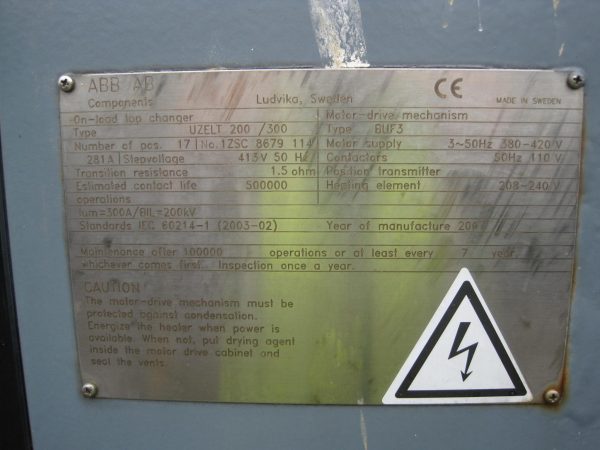 ABB AB
Components Ludvika, Sweden CE MADE IN SWEDEN
On-load tap changer Motor-drive mechanism
Type UZELT 200 /300 Type BUF3
Number of pos. 17 No. 1ZSC 8679 114 Motor supply 3~50Hz 380-420 V
281A Stepvoltage 413V 50 Hz Contactors 50Hz 110 V
Transition resistance 1.5 ohm Position transmitter
Estimated contact life 500000 Heating element 208-240 V
operations
Ium=300A/BIL=200kV
Standards IEC 60214-1 (2003-02) Year of manufacture
Maintenance after 100000 operations or at least every 7 year,
whichever comes first. Inspection once a year.
CAUTION
The motor-drive mechanism must be
protected against condensation.
Energize the heater when power is
available. When not, put drying agent
inside the motor drive cabinet and
seal the vents.